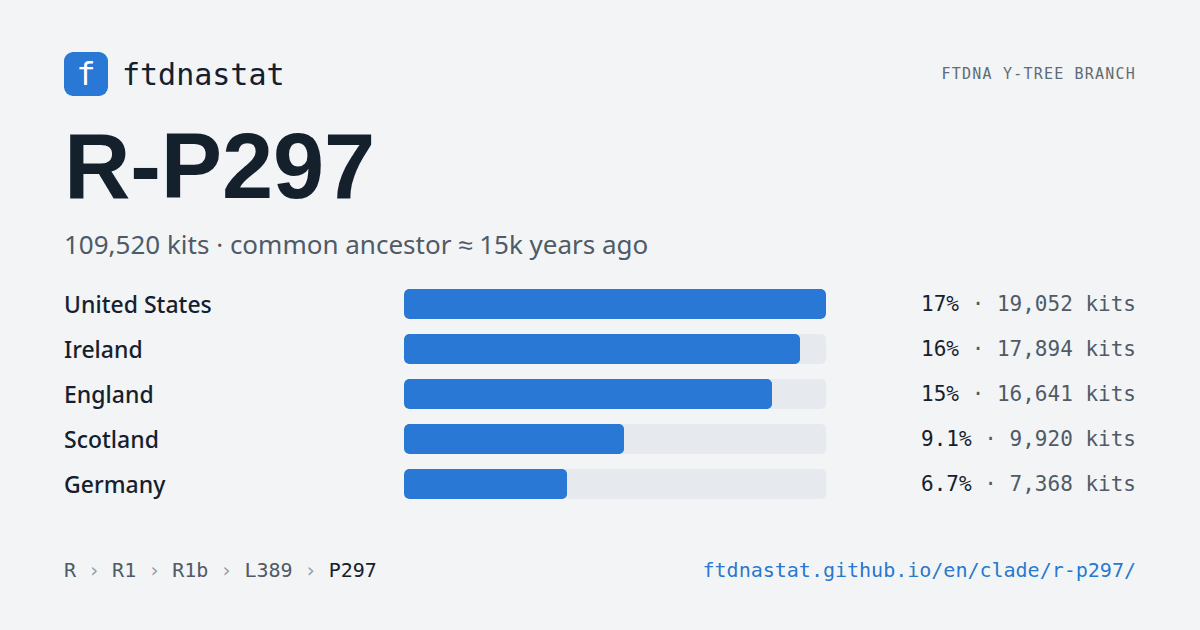 f ftdnastat
FTDNA Y-TREE BRANCH
R-P297
109,520 kits · common ancestor ≈ 15k years ago
United States 17% · 19,052 kits
Ireland 16% · 17,894 kits
England 15% · 16,641 kits
Scotland 9.1% · 9,920 kits
Germany 6.7% · 7,368 kits
R › R1 › R1b › L389 › P297
ftdnastat.github.io/en/clade/r-p297/